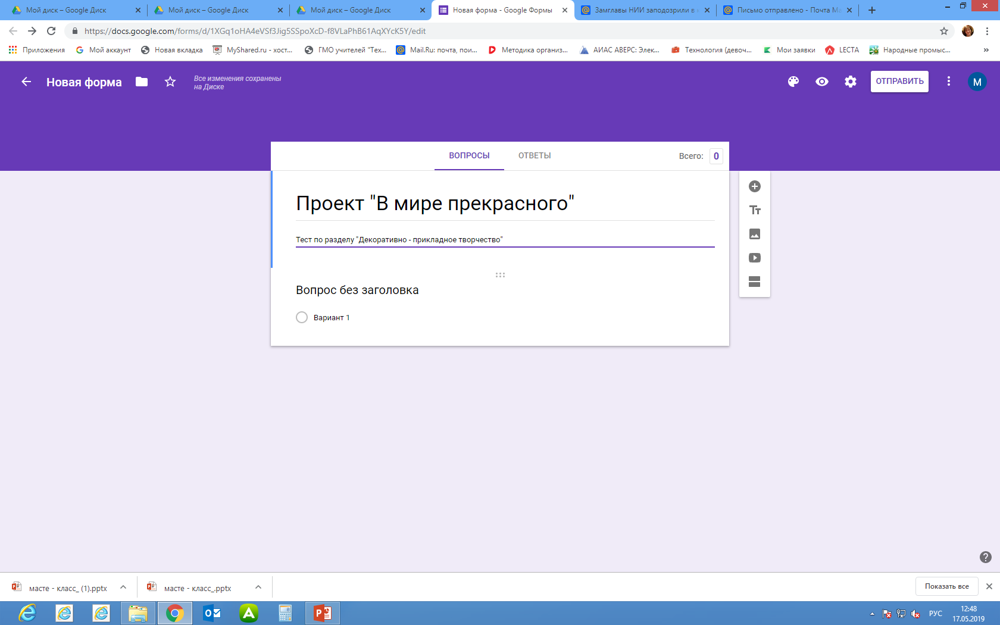 Мой диск – Google Диск
Мой диск – Google Диск
Мой диск – Google Диск
Новая форма - Google Формы
Замглавы НИИ заподозрили в
Письмо отправлено - Почта Ma
https://docs.google.com/forms/d/1XGq1oHA4eVSf3Jig5SSpoXcD-f8VLaPhB61AqXYcK5Y/edit
Приложения
Мой аккаунт
Новая вкладка
MyShared.ru - хост...
ГМО учителей "Тех...
Mail.Ru: почта, пои...
Методика организ...
АИАС АВЕРС: Элек...
Технология (девоч...
Мои заявки
LECTA
Народные промыс...
Новая форма
Все изменения сохранены
на Диске
ОТПРАВИТЬ
М
ВОПРОСЫ
ОТВЕТЫ
Всего: 0
Проект "В мире прекрасного"
Тест по разделу "Декоративно - прикладное творчество"
Вопрос без заголовка
Вариант 1
масте - класс_ (1).pptx
масте - класс_.pptx
Показать все
РУС
12:48
17.05.2019